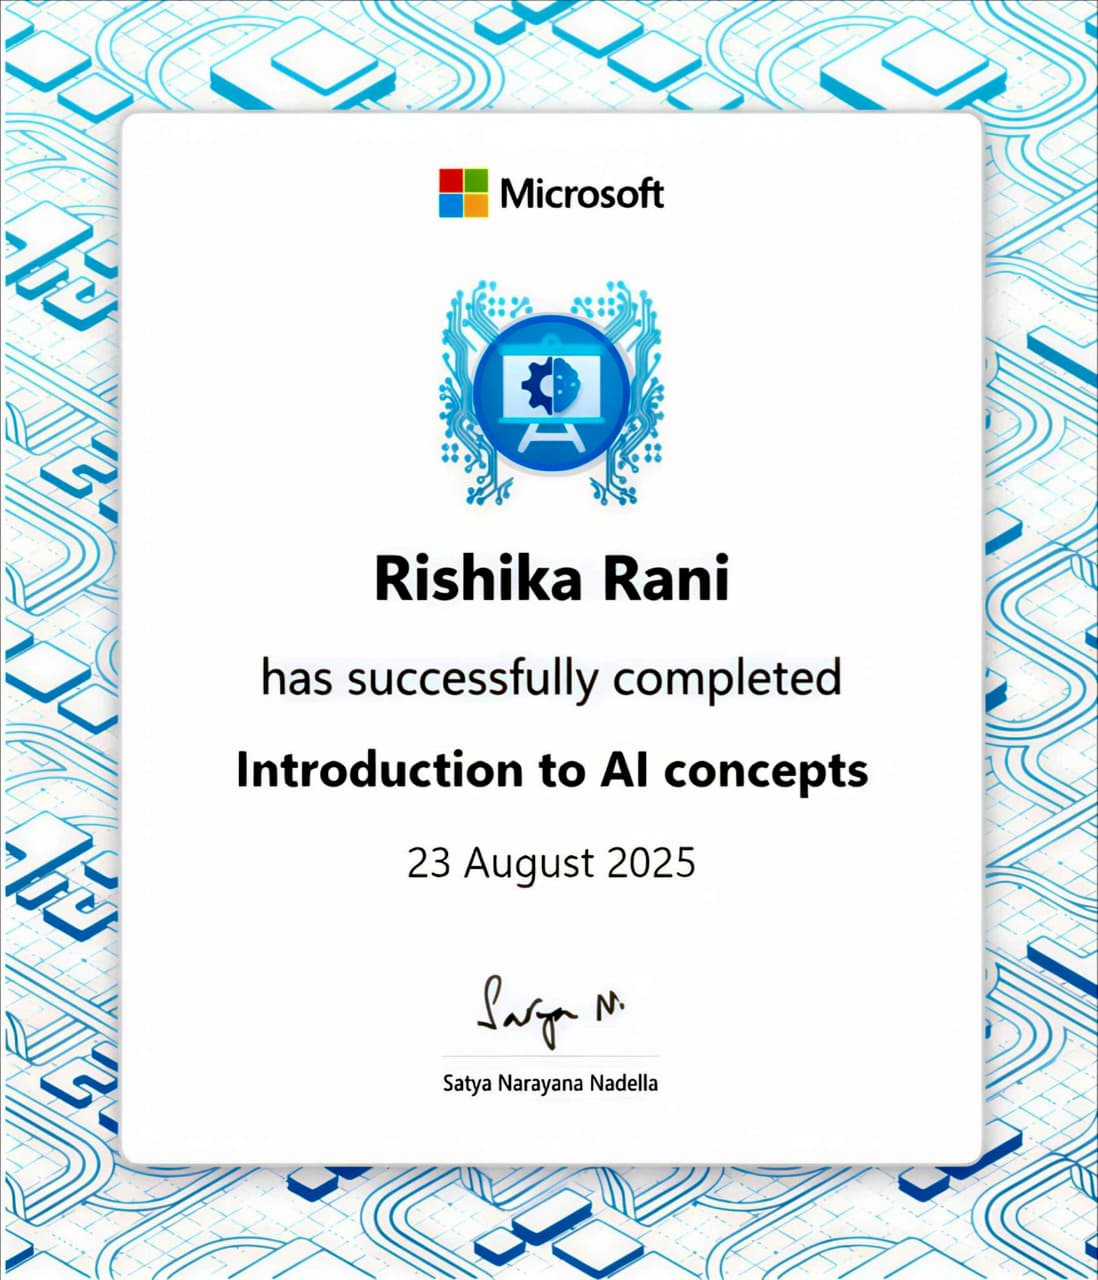 Microsoft
Rishika Rani
has successfully completed
Introduction to AI concepts
23 August 2025
Satya N.
Satya Narayana Nadella